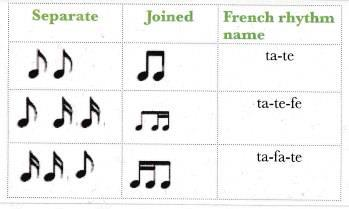 Separate Joined French rhythm
name
ta-te
ta-te-fe
ta-fa-te